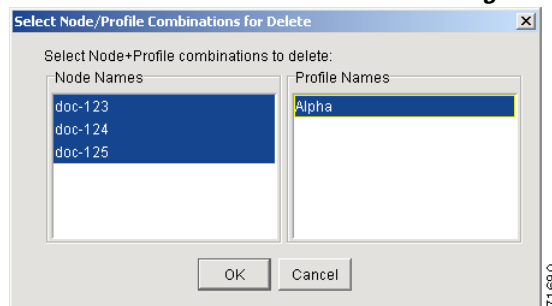 Select Node/Profile Combinations for Delete
Select Node+Profile combinations to delete:
Node Names
Profile Names
doc-123
doc-124
doc-125
Alpha
OK
Cancel